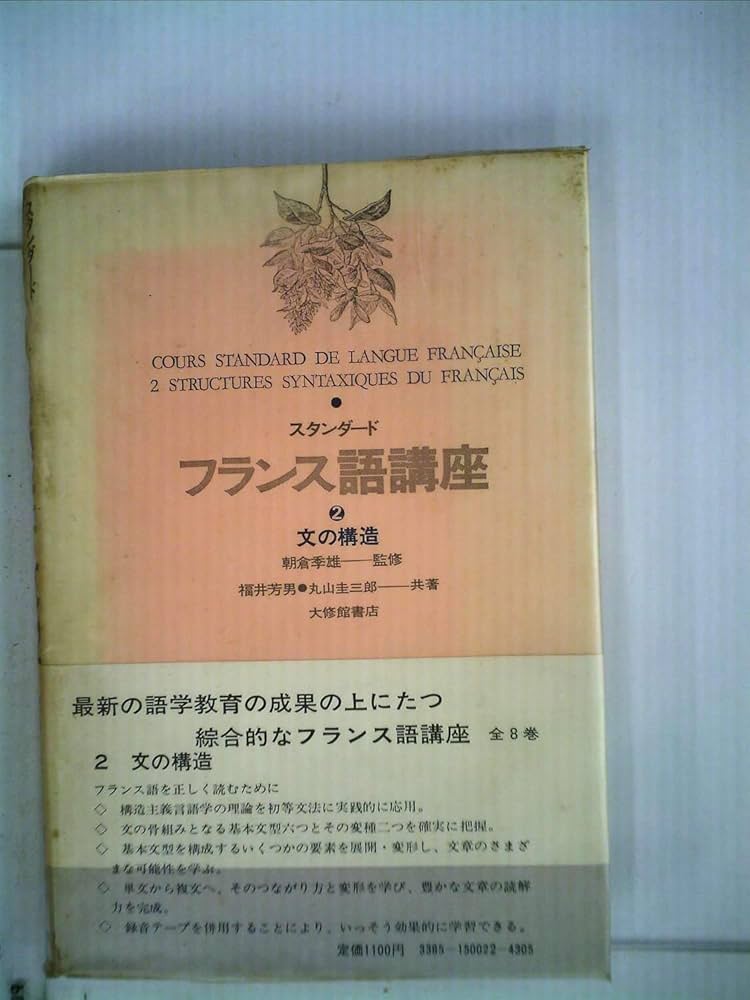 スタンダード
COURS STANDARD DE LANGUE FRANÇAISE
2 STRUCTURES SYNTAXIQUES DU FRANÇAIS
●
スタンダード
フランス語講座
❷
文の構造
朝倉季雄――監修
福井芳男●丸山圭三郎――共著
大修館書店
最新の語学教育の成果の上にたつ
綜合的なフランス語講座 全8巻
2 文の構造
フランス語を正しく読むために
◇ 構造主義言語学の理論を初等文法に実践的に応用。
◇ 文の骨組みとなる基本文型六つとその変種二つを確実に把握。
◇ 基本文型を構成するいくつかの要素を展開・変形し、文章のさまざ
まな可能性を学ぶ。
◇ 単文から複文へ、そのつながり方と変形を学び、豊かな文章の読解
力を完成。
◇ 録音テープを併用することにより、いっそう効果的に学習できる。
定価1100円 3385-150022-4305